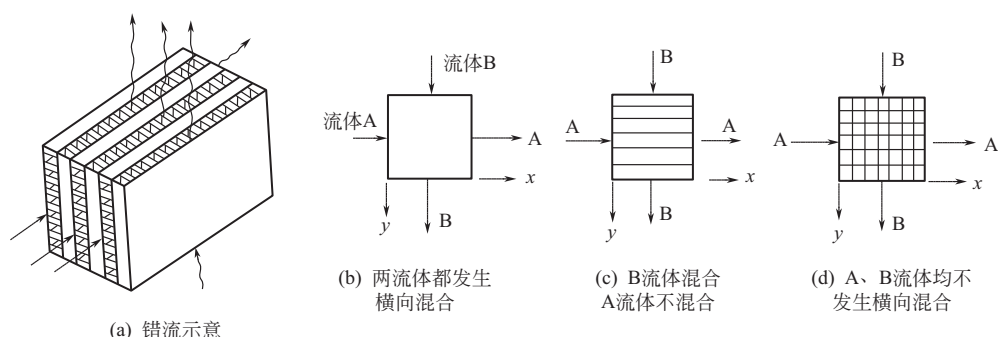 流体B
流体A
A
x
y
B
B
A
A
x
y
B
B
A
A
x
y
B
(a) 错流示意
(b) 两流体都发生
横向混合
(c) B流体混合
A流体不混合
(d) A、B流体均不
发生横向混合